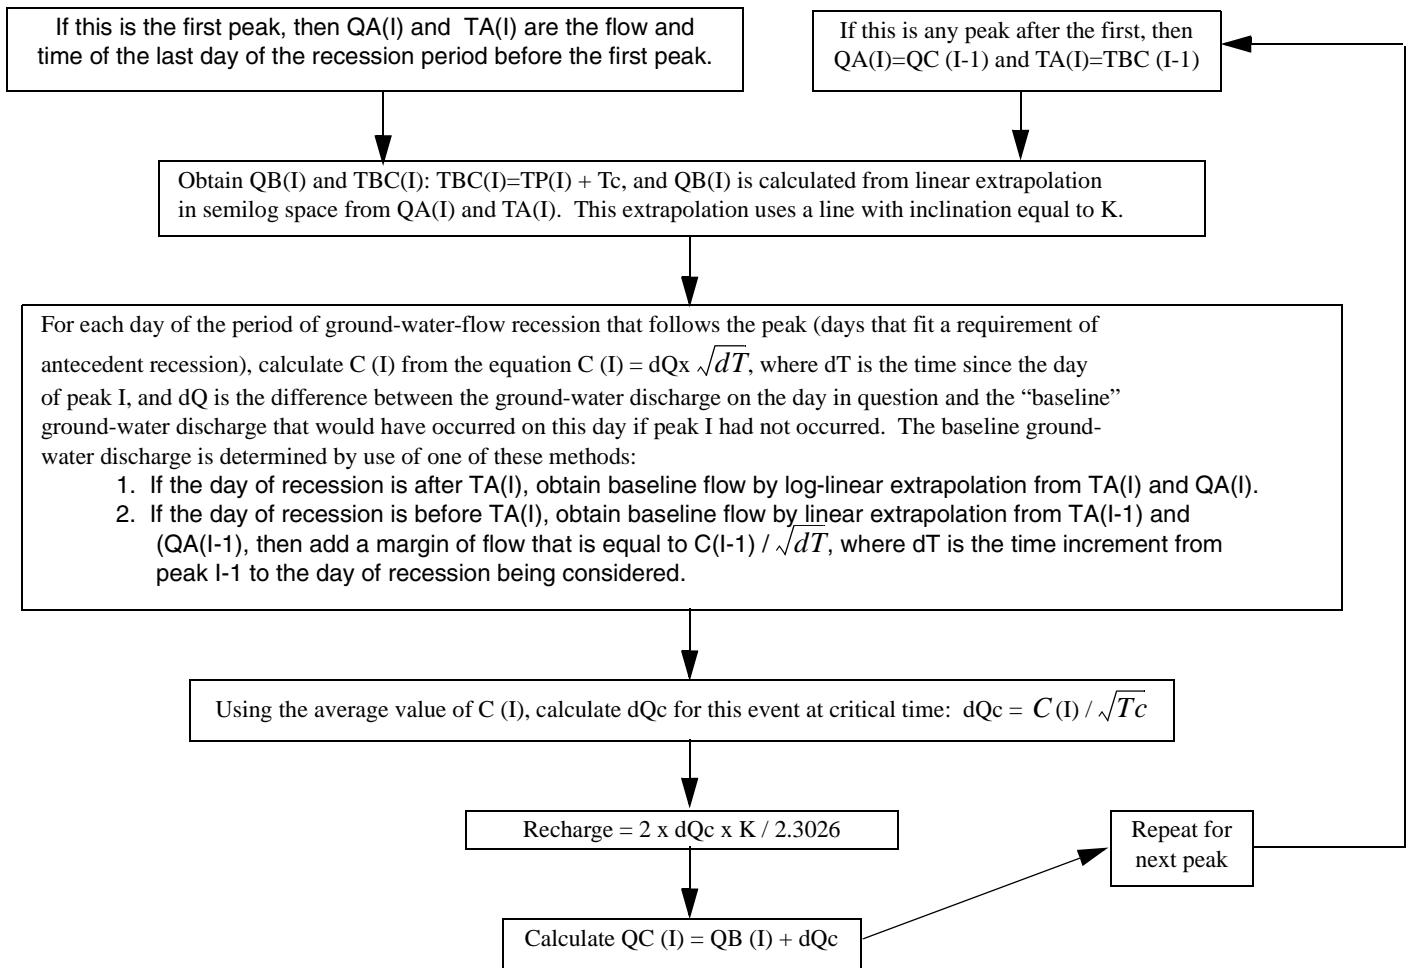 If this is the first peak, then QA(I) and TA(I) are the flow and
time of the last day of the recession period before the first peak.
If this is any peak after the first, then
QA(I)=QC (I-1) and TA(I)=TBC (I-1)
Obtain QB(I) and TBC(I): TBC(I)=TP(I) + Tc, and QB(I) is calculated from linear extrapolation
in semilog space from QA(I) and TA(I). This extrapolation uses a line with inclination equal to K.
For each day of the period of ground-water-flow recession that follows the peak (days that fit a requirement of
antecedent recession), calculate C (I) from the equation C (I) = dQx √dT, where dT is the time since the day
of peak I, and dQ is the difference between the ground-water discharge on the day in question and the “baseline”
ground-water discharge that would have occurred on this day if peak I had not occurred. The baseline ground-
water discharge is determined by use of one of these methods:
1. If the day of recession is after TA(I), obtain baseline flow by log-linear extrapolation from TA(I) and QA(I).
2. If the day of recession is before TA(I), obtain baseline flow by linear extrapolation from TA(I-1) and
(QA(I-1), then add a margin of flow that is equal to C(I-1) / √dT, where dT is the time increment from
peak I-1 to the day of recession being considered.
Using the average value of C (I), calculate dQc for this event at critical time: dQc = C (I) / √Tc
Recharge = 2 x dQc x K / 2.3026
Repeat for
next peak
Calculate QC (I) = QB (I) + dQc